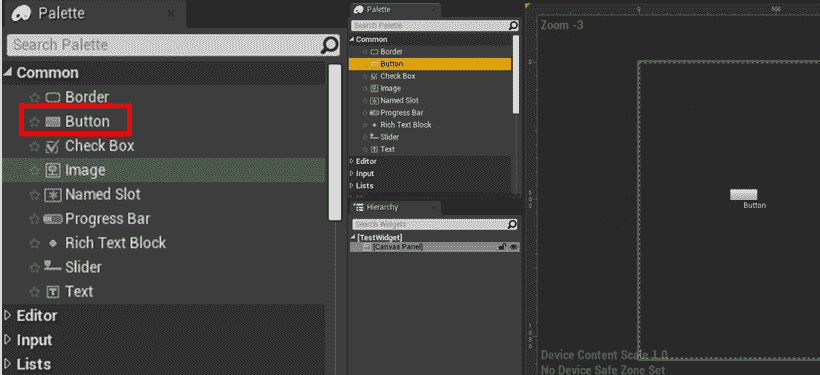 Palette
Search Palette
Common
Border
Button
Check Box
Image
Named Slot
Progress Bar
Rich Text Block
Slider
Text
Editor
Input
Lists
Palette
Search Palette
Common
Border
Button
Check Box
Image
Named Slot
Progress Bar
Rich Text Block
Slider
Text
Editor
Input
Lists
Hierarchy
Search Widgets
[TestWidget]
[Canvas Panel]
0
500
Zoom -3
0
500
Button
Device Content Scale 1.0
No Device Safe Zone Set